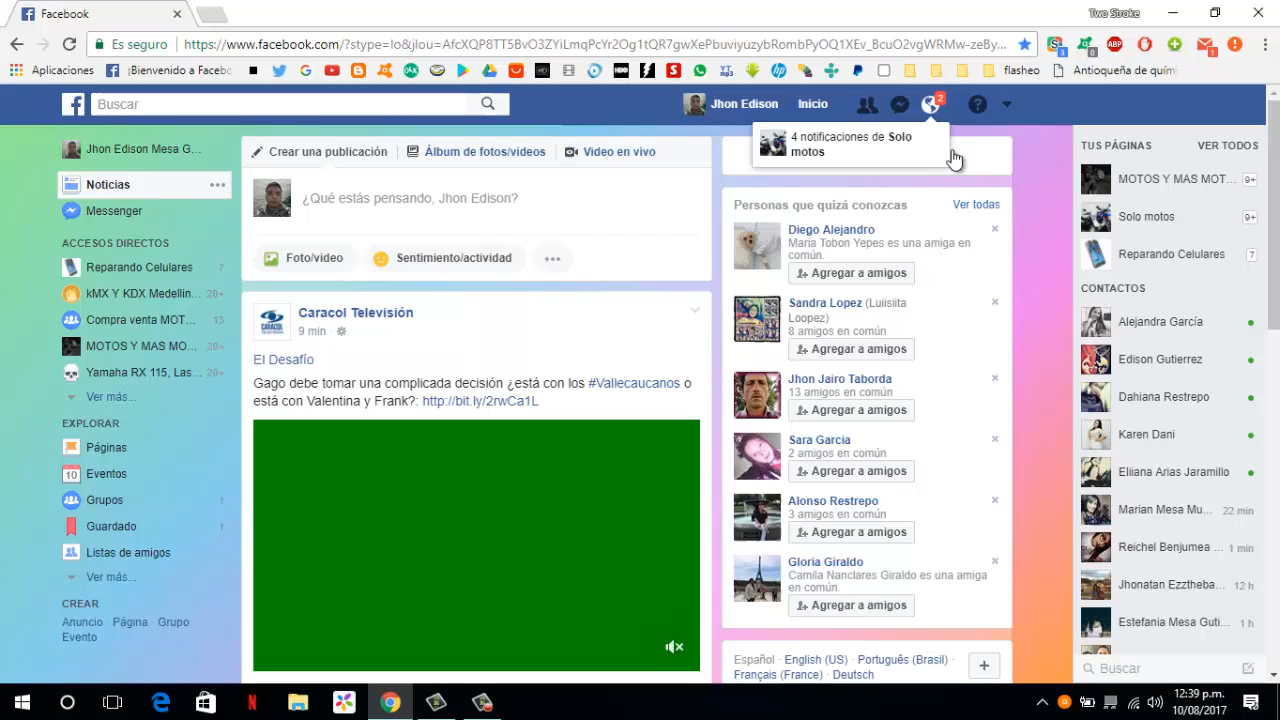 Facebook
Two Stroke
Es seguro
https://www.facebook.com/?stype=lo&jlou=AfcXQP8TT5BvO3ZYiLmqPcYr2Og1tQR7gwXePbuviyuzybRombPyOQ1XEv_BcuO2vgWRMw-zeBy...
Aplicaciones
¡Bienvenido a Facebo
flasheo
Antioqueña de quími
Buscar
Jhon Edison
Inicio
2
4 notificaciones de Solo
motos
Jhon Edison Mesa G...
Noticias
Messenger
ACCESOS DIRECTOS
Reparando Celulares 7
kMX Y KDX Medellin... 20+
Compra venta MOT... 13
MOTOS Y MAS MO... 20+
Yamaha RX 115, Las... 20+
Ver más...
EXPLORAR
Páginas
Eventos
Grupos 1
Guardado 1
Listas de amigos
Ver más...
CREAR
Anuncio · Página · Grupo
Evento
Crear una publicación
Álbum de fotos/videos
Video en vivo
¿Qué estás pensando, Jhon Edison?
Foto/video
Sentimiento/actividad
Caracol Televisión
9 min ·
El Desafío
Gago debe tomar una complicada decisión ¿está con los #Vallecaucanos o
está con Valentina y Frank?: http://bit.ly/2rwCa1L
Personas que quizá conozcas
Ver todas
Diego Alejandro
Maria Tobon Yepes es una amiga en
común.
Agregar a amigos
Sandra Lopez (Luiisita
Loopez)
8 amigos en común
Agregar a amigos
Jhon Jairo Taborda
13 amigos en común
Agregar a amigos
Sara Garcia
2 amigos en común
Agregar a amigos
Alonso Restrepo
3 amigos en común
Agregar a amigos
Gloria Giraldo
Camila Nanclares Giraldo es una amiga
en común.
Agregar a amigos
Español · English (US) · Português (Brasil) ·
Français (France) · Deutsch
TUS PÁGINAS
VER TODOS
MOTOS Y MAS MOT... 9+
Solo motos 9+
Reparando Celulares 7
CONTACTOS
Alejandra García
Edison Gutierrez
Dahiana Restrepo
Karen Dani
Eliiana Arias Jaramillo
Marian Mesa Mu... 22 min
Reichel Benjumea ... 1 min
Jhonatan Ezztheba... 12 h
Estefania Mesa Guti... 1 h
Buscar
12:39 p.m.
10/08/2017